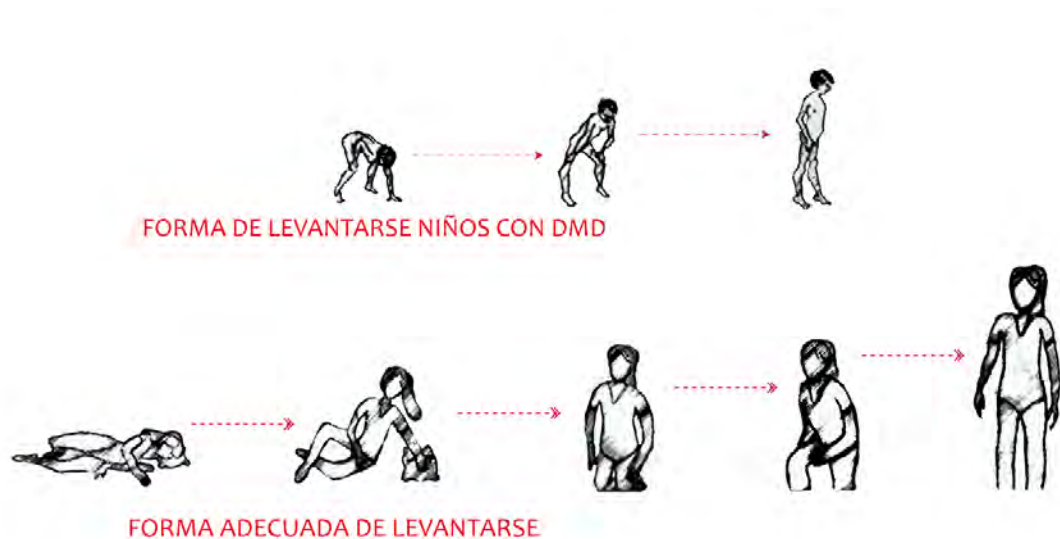 FORMA DE LEVANTARSE NIÑOS CON DMD
FORMA ADECUADA DE LEVANTARSE